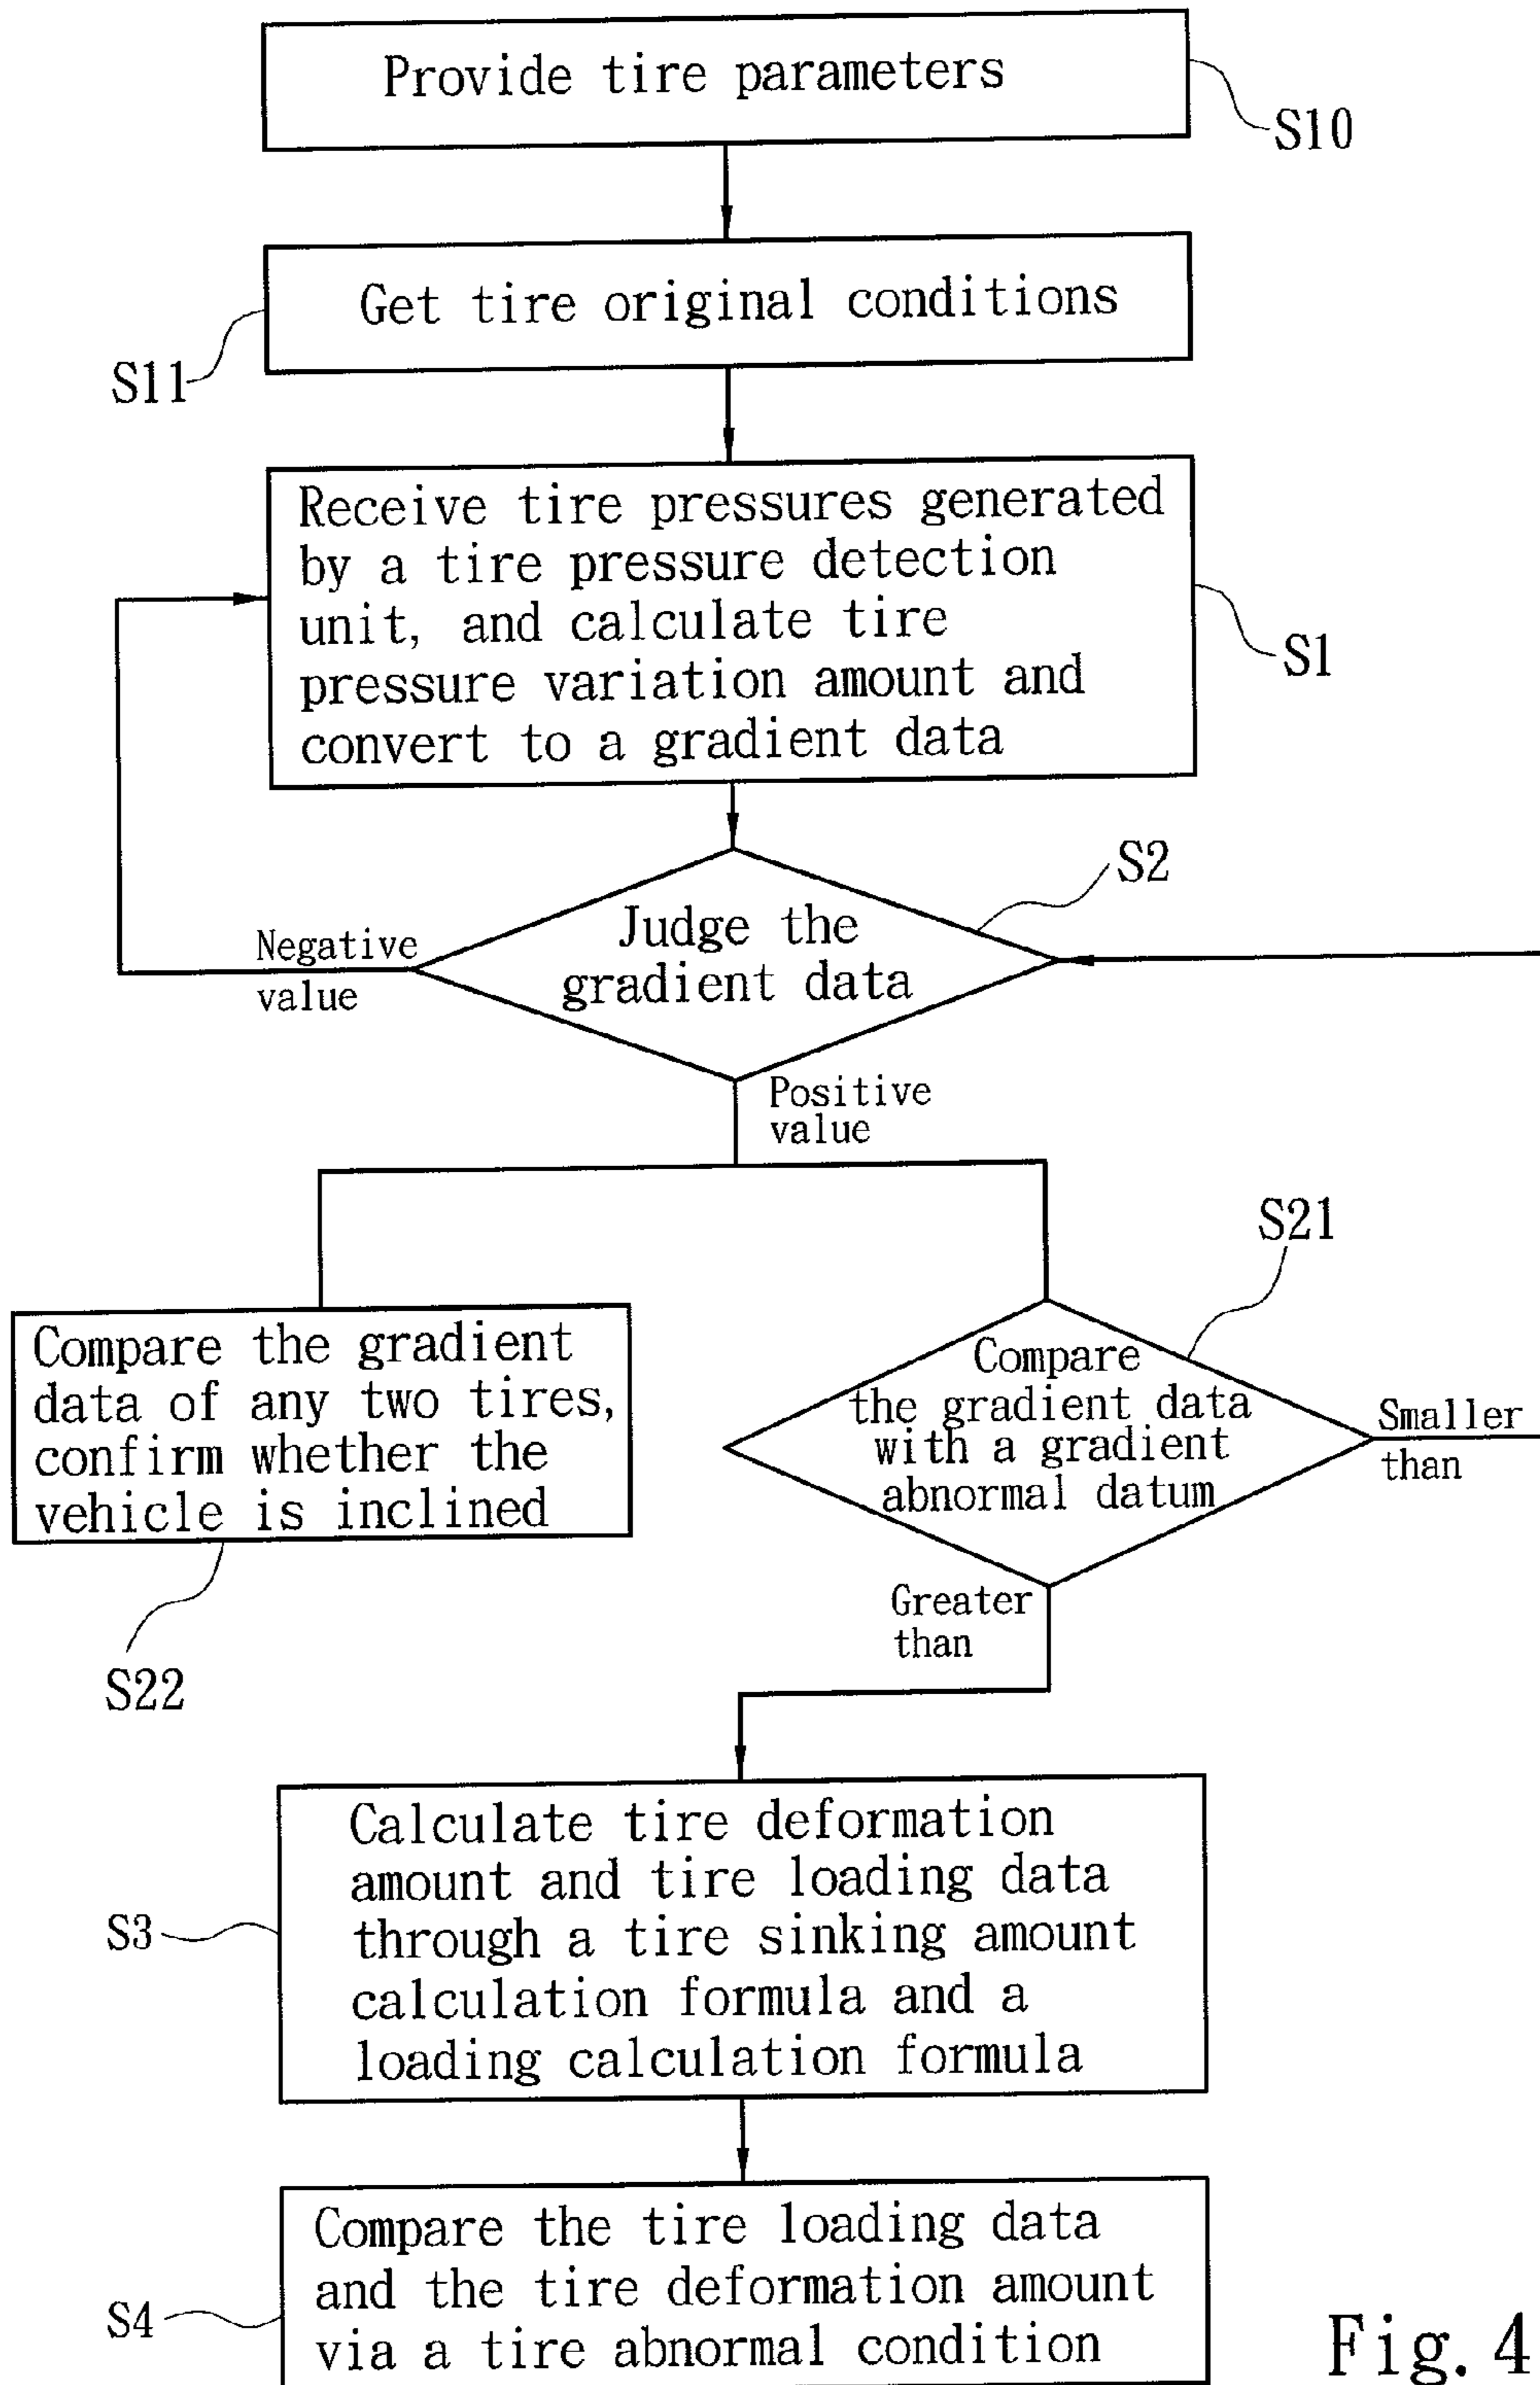 Provide tire parameters
S10
Get tire original conditions
S11
Receive tire pressures generated
by a tire pressure detection
unit, and calculate tire
pressure variation amount and
convert to a gradient data
S1
S2
Judge the
gradient data
Negative
value
Positive
value
S21
Compare the gradient
data of any two tires,
confirm whether the
vehicle is inclined
S22
Compare
the gradient data
with a gradient
abnormal datum
Smaller
than
Greater
than
Calculate tire deformation
amount and tire loading data
through a tire sinking amount
calculation formula and a
loading calculation formula
S3
Compare the tire loading data
and the tire deformation amount
via a tire abnormal condition
S4
Fig. 4